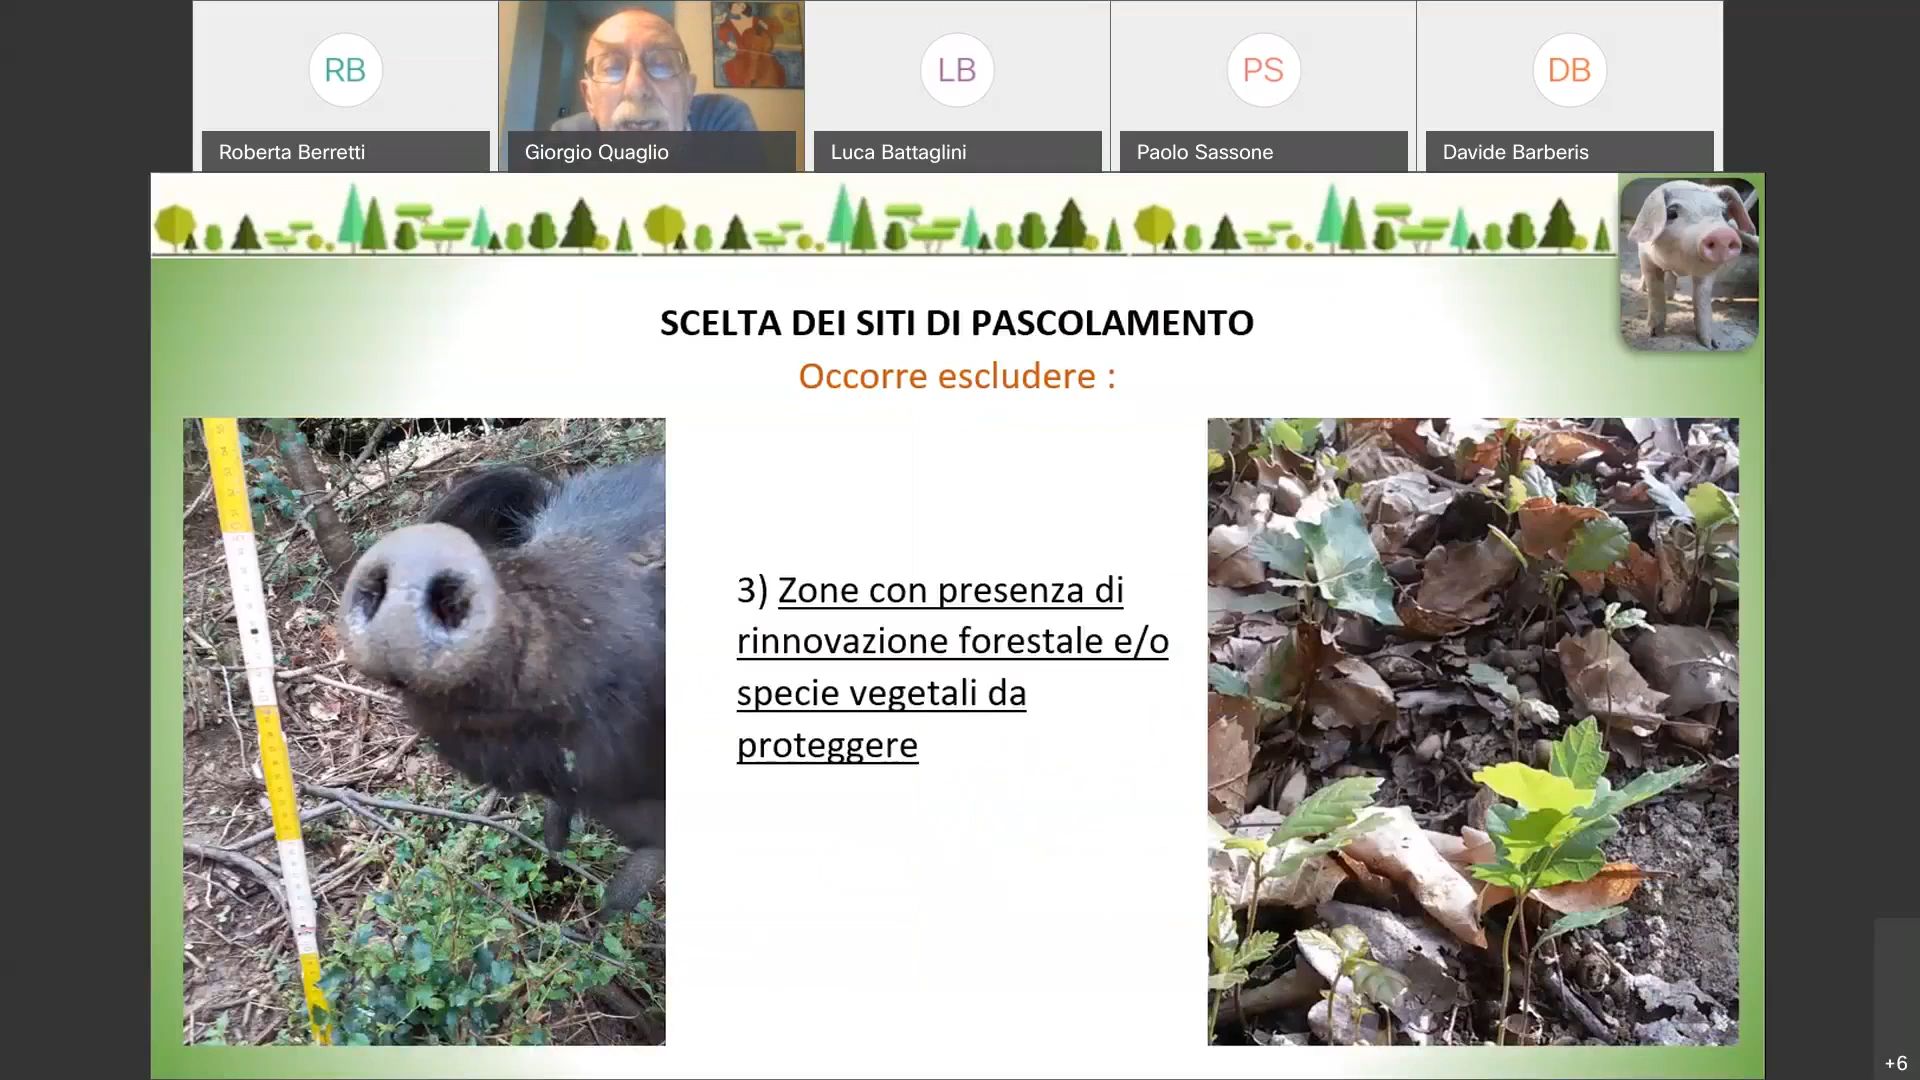 RB
LB
PS
DB
Roberta Berretti
Giorgio Quaglio
Luca Battaglini
Paolo Sassone
Davide Barberis
SCELTA DEI SITI DI PASCOLAMENTO
Occorre escludere :
3) Zone con presenza di
rinnovazione forestale e/o
specie vegetali da
proteggere
+6